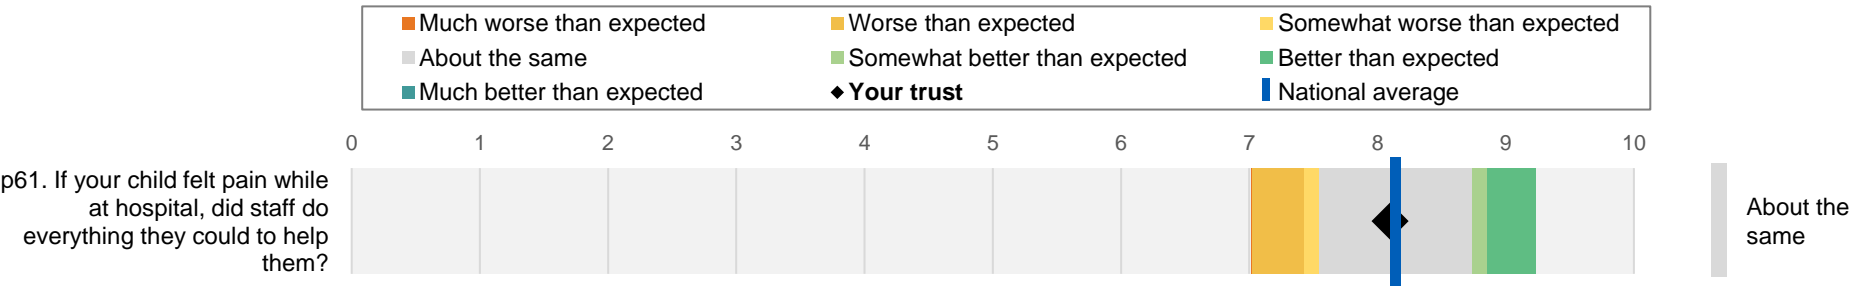 Much worse than expected
Worse than expected
Somewhat worse than expected
About the same
Somewhat better than expected
Better than expected
Much better than expected
Your trust
National average
0 1 2 3 4 5 6 7 8 9 10
p61. If your child felt pain while
at hospital, did staff do
everything they could to help
them?
About the
same